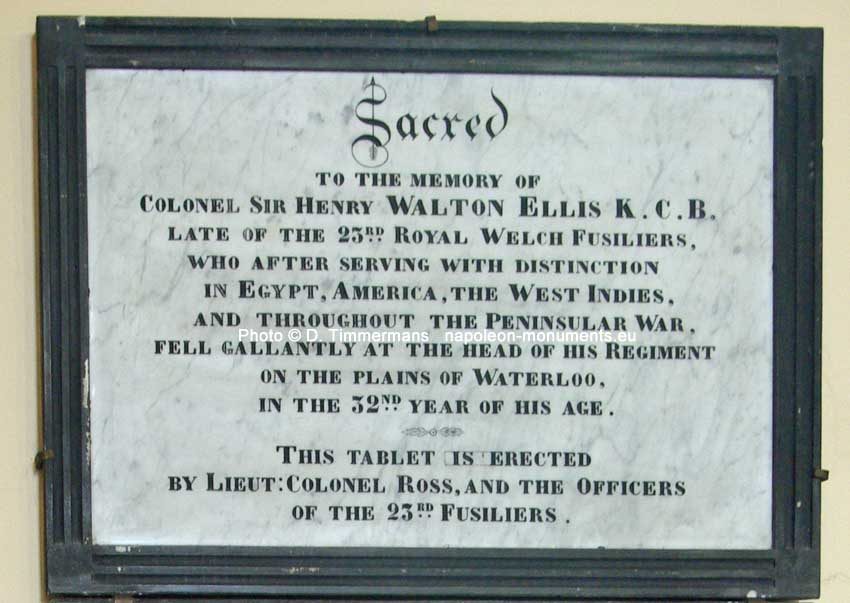 Sacred
TO THE MEMORY OF
COLONEL SIR HENRY WALTON ELLIS K.C.B.
LATE OF THE 23RD ROYAL WELCH FUSILIERS,
WHO AFTER SERVING WITH DISTINCTION
IN EGYPT, AMERICA, THE WEST INDIES,
AND THROUGHOUT THE PENINSULAR WAR,
Photo © D. Timmermans napoleon-monuments.eu
FELL GALLANTLY AT THE HEAD OF HIS REGIMENT
ON THE PLAINS OF WATERLOO,
IN THE 32ND YEAR OF HIS AGE.
THIS TABLET IS ERECTED
BY LIEUT: COLONEL ROSS, AND THE OFFICERS
OF THE 23RD FUSILIERS.